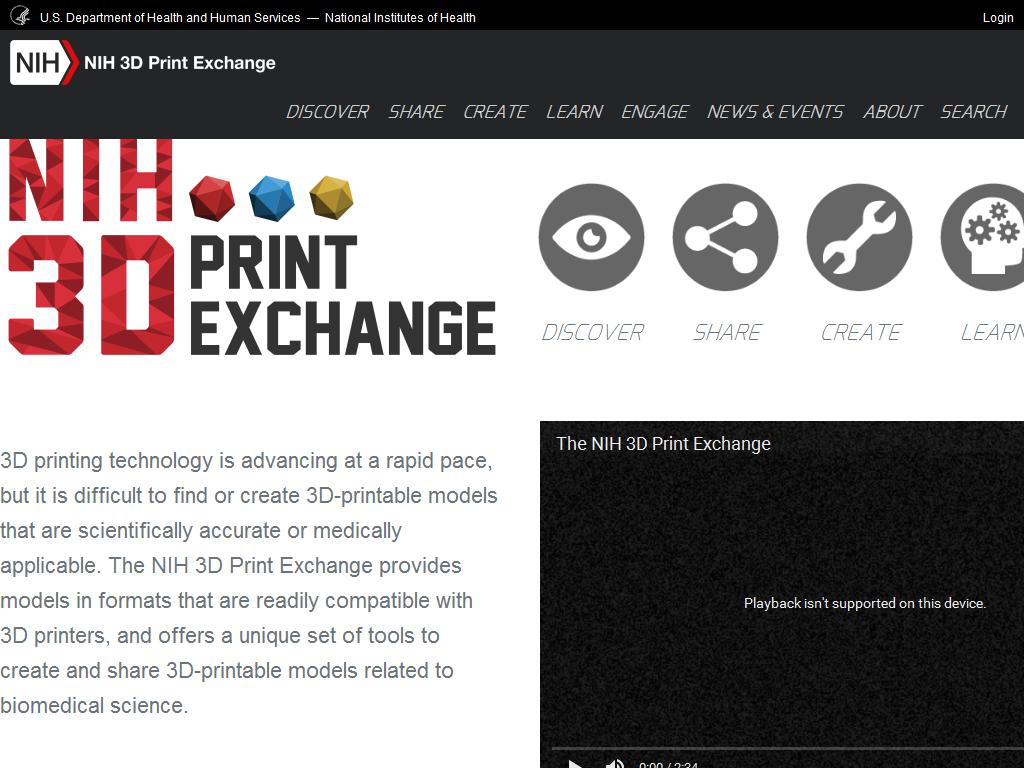 U.S. Department of Health and Human Services — National Institutes of Health
Login
NIH NIH 3D Print Exchange
DISCOVER SHARE CREATE LEARN ENGAGE NEWS & EVENTS ABOUT SEARCH
NIH
3D PRINT
EXCHANGE
DISCOVER SHARE CREATE LEARN
3D printing technology is advancing at a rapid pace,
but it is difficult to find or create 3D-printable models
that are scientifically accurate or medically
applicable. The NIH 3D Print Exchange provides
models in formats that are readily compatible with
3D printers, and offers a unique set of tools to
create and share 3D-printable models related to
biomedical science.
The NIH 3D Print Exchange
Playback isn't supported on this device.
0:00 / 2:34